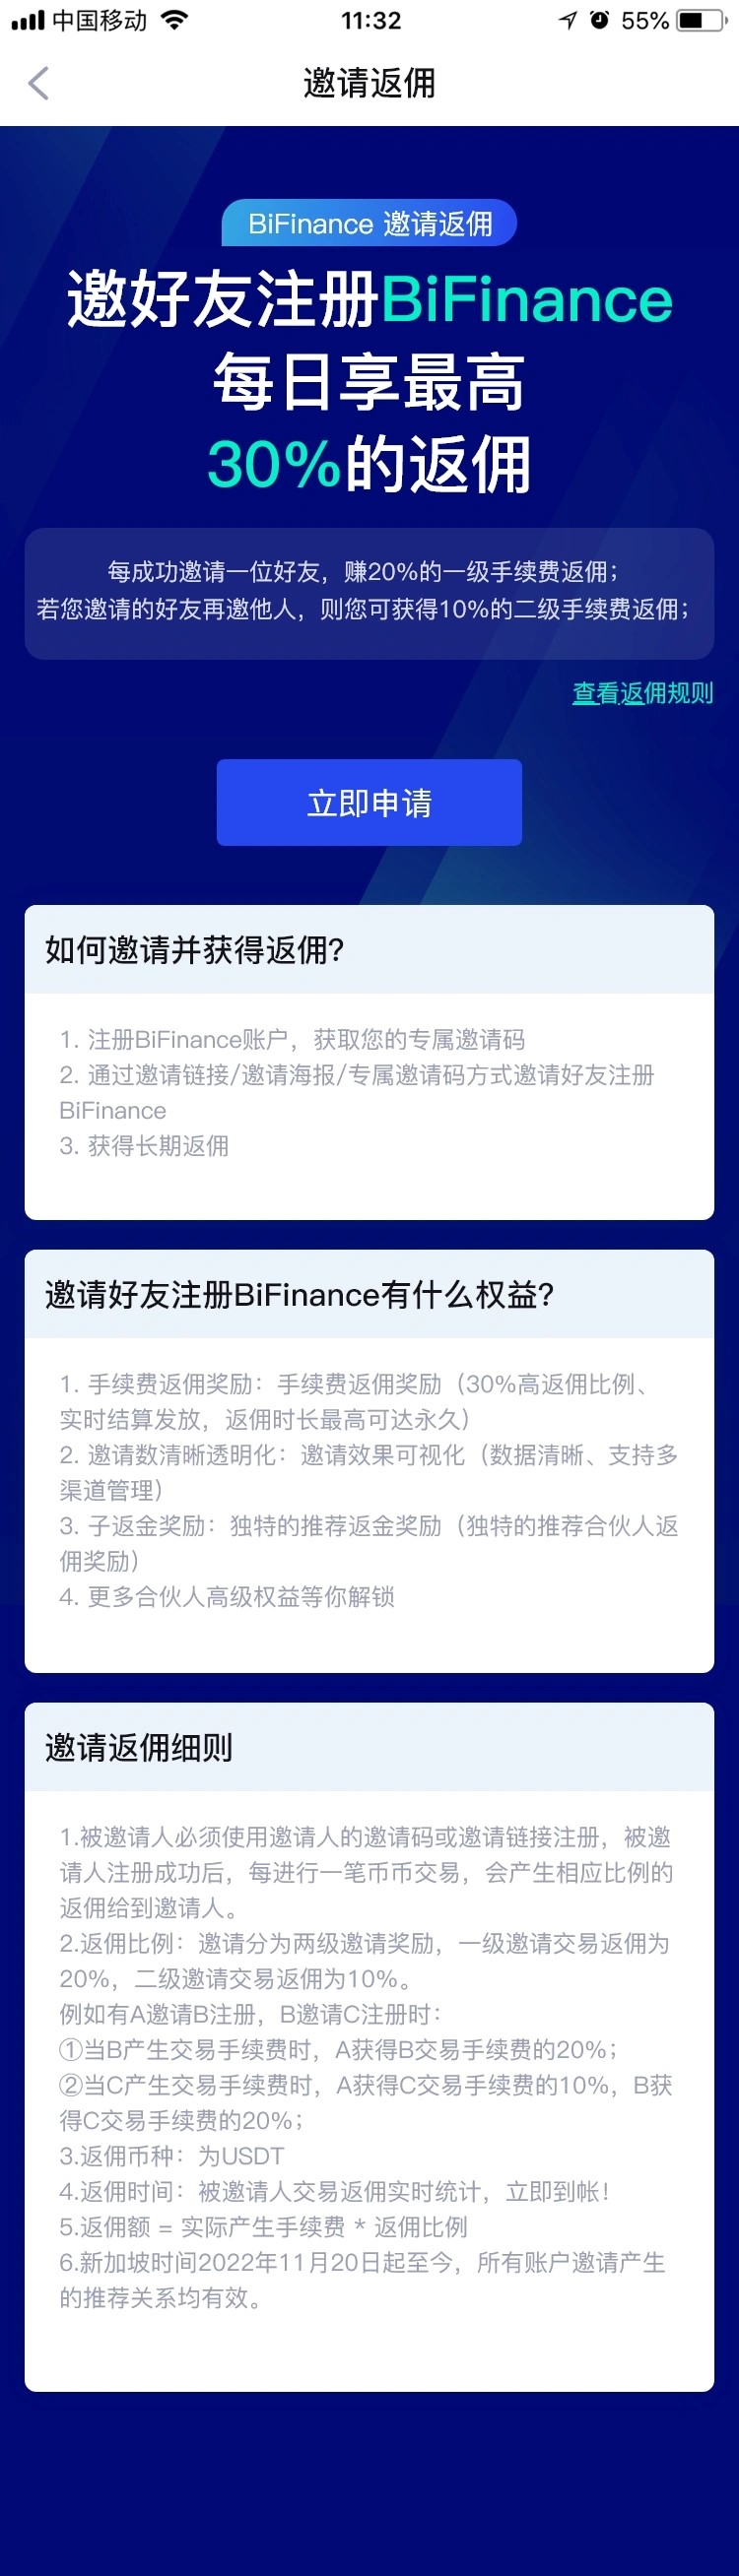 中国移动
11:32
55%
邀请返佣
BiFinance 邀请返佣
邀好友注册BiFinance
每日享最高
30%的返佣
每成功邀请一位好友，赚20%的一级手续费返佣；
若您邀请的好友再邀他人，则您可获得10%的二级手续费返佣；
查看返佣规则
立即申请
如何邀请并获得返佣?
1. 注册BiFinance账户，获取您的专属邀请码
2. 通过邀请链接/邀请海报/专属邀请码方式邀请好友注册
BiFinance
3. 获得长期返佣
邀请好友注册BiFinance有什么权益?
1. 手续费返佣奖励：手续费返佣奖励（30%高返佣比例、
实时结算发放，返佣时长最高可达永久）
2. 邀请数清晰透明化：邀请效果可视化（数据清晰、支持多
渠道管理）
3. 子返金奖励：独特的推荐返金奖励（独特的推荐合伙人返
佣奖励）
4. 更多合伙人高级权益等你解锁
邀请返佣细则
1.被邀请人必须使用邀请人的邀请码或邀请链接注册，被邀
请人注册成功后，每进行一笔币币交易，会产生相应比例的
返佣给到邀请人。
2.返佣比例：邀请分为两级邀请奖励，一级邀请交易返佣为
20%，二级邀请交易返佣为10%。
例如有A邀请B注册，B邀请C注册时：
①当B产生交易手续费时，A获得B交易手续费的20%；
②当C产生交易手续费时，A获得C交易手续费的10%，B获
得C交易手续费的20%；
3.返佣币种：为USDT
4.返佣时间：被邀请人交易返佣实时统计，立即到帐！
5.返佣额 = 实际产生手续费 * 返佣比例
6.新加坡时间2022年11月20日起至今，所有账户邀请产生
的推荐关系均有效。